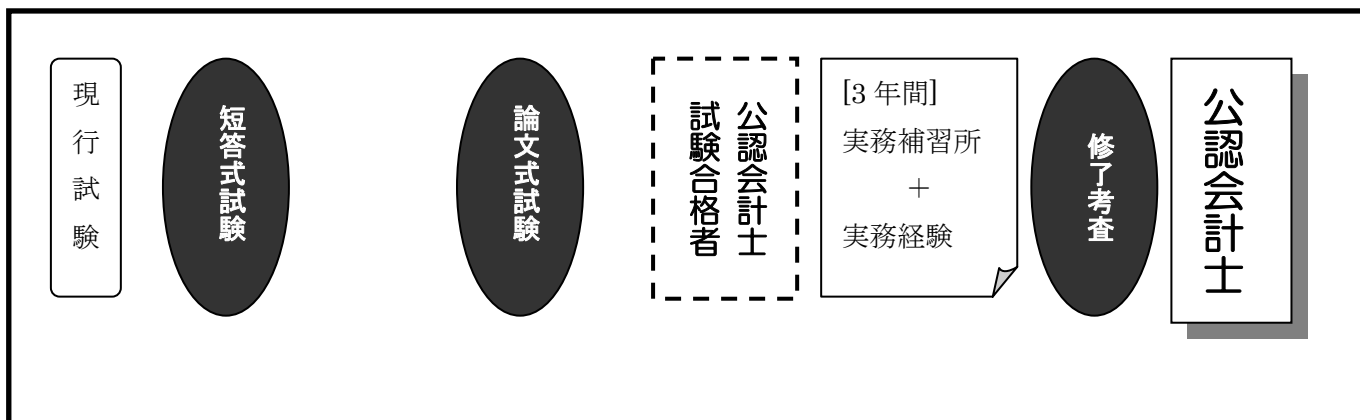 現行試験
短答式試験
論文式試験
公認会計士
試験合格者
[3 年間]
実務補習所
+
実務経験
修了考査
公認会計士